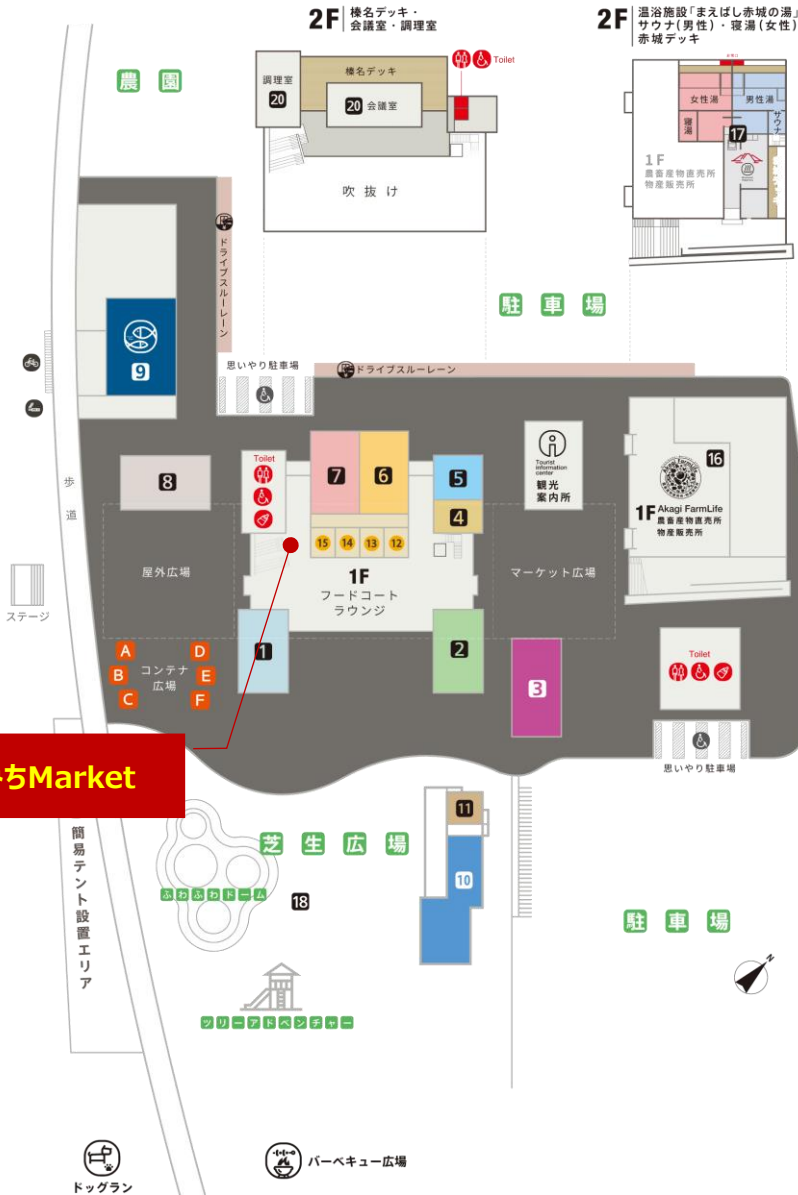 2F 榛名デッキ・
会議室・調理室
2F 温浴施設「まえばし赤城の湯」
サウナ(男性)・寝湯(女性)
赤城デッキ
農園
調理室
20
榛名デッキ
20 会議室
Toilet
吹抜け
女性湯
男性湯
寝湯
サウナ
17
1F
農畜産物直売所
物産販売所
ドライブスルーレーン
駐車場
9
思いやり駐車場
ドライブスルーレーン
歩道
8
Toilet
7
6
5
4
15
14
13
12
Tourist
information
center
観光
案内所
16
1F Akagi FarmLife
農畜産物直売所
物産販売所
屋外広場
1F
フードコート
ラウンジ
マーケット広場
ステージ
A
B
C
コンテナ
広場
D
E
F
1
2
3
Toilet
思いやり駐車場
ちMarket
簡易テント設置エリア
芝生広場
ふわふわドーム
18
11
10
駐車場
N
ツリーアドベンチャー
ドッグラン
バーベキュー広場